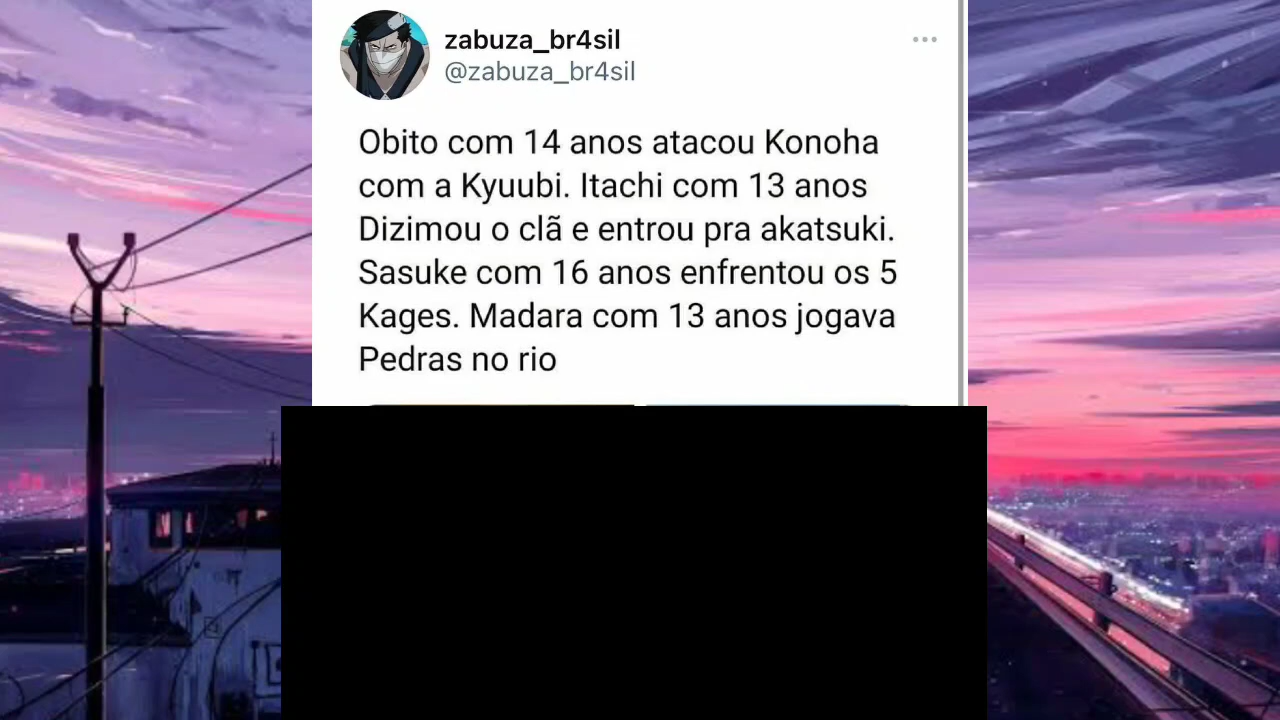 zabuza_br4sil
@zabuza_br4sil
Obito com 14 anos atacou Konoha
com a Kyuubi. Itachi com 13 anos
Dizimou o clã e entrou pra akatsuki.
Sasuke com 16 anos enfrentou os 5
Kages. Madara com 13 anos jogava
Pedras no rio